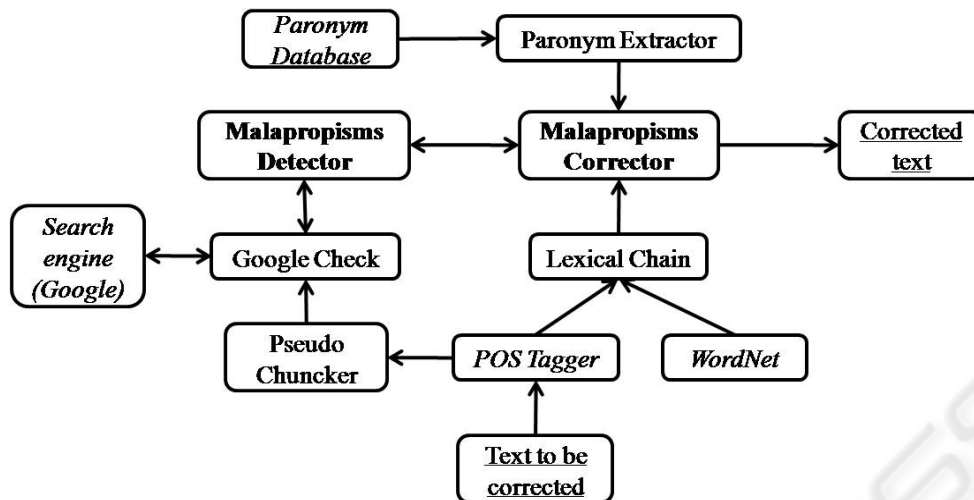 Paronym
Database
Paronym Extractor
Malapropisms
Detector
Malapropisms
Corrector
Corrected
text
Search
engine
(Google)
Google Check
Lexical Chain
Pseudo
Chuncker
POS Tagger
WordNet
Text to be
corrected